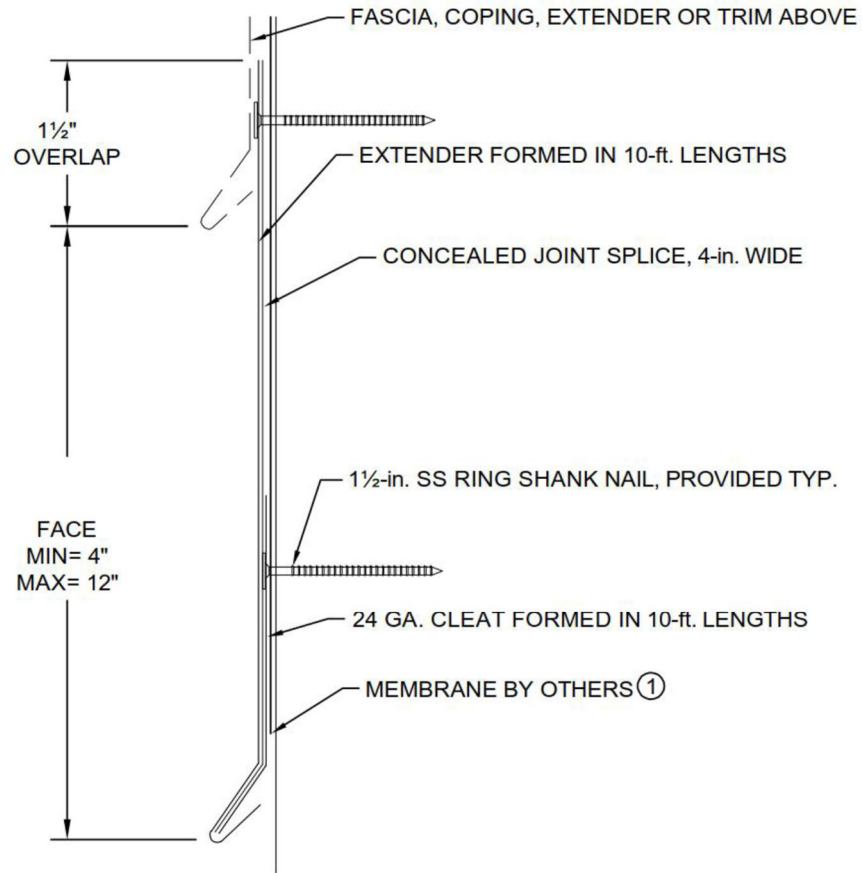 FASCIA, COPING, EXTENDER OR TRIM ABOVE
1½"
OVERLAP
EXTENDER FORMED IN 10-ft. LENGTHS
CONCEALED JOINT SPLICE, 4-in. WIDE
1½-in. SS RING SHANK NAIL, PROVIDED TYP.
FACE
MIN= 4"
MAX= 12"
24 GA. CLEAT FORMED IN 10-ft. LENGTHS
MEMBRANE BY OTHERS ①